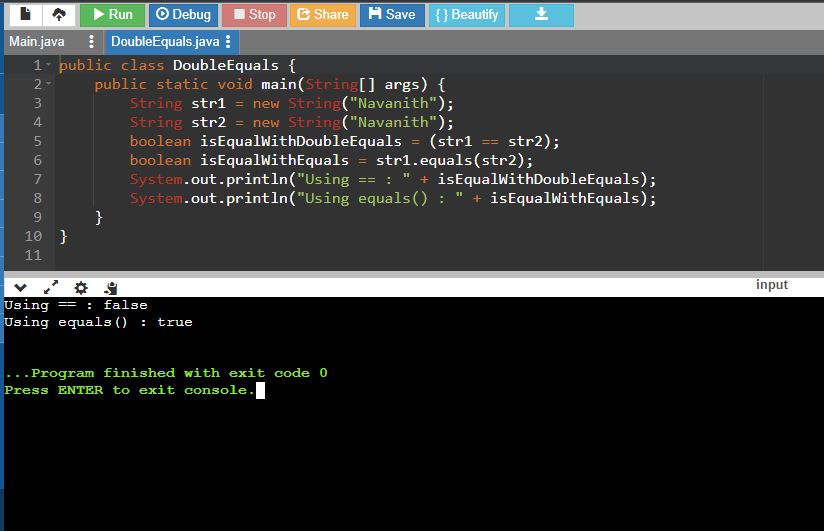 Run Debug Stop Share Save { } Beautify
Main.java DoubleEquals.java
1 public class DoubleEquals {
2 public static void main(String[] args) {
3 String str1 = new String("Navanith");
4 String str2 = new String("Navanith");
5 boolean isEqualWithDoubleEquals = (str1 == str2);
6 boolean isEqualWithEquals = str1.equals(str2);
7 System.out.println("Using == : " + isEqualWithDoubleEquals);
8 System.out.println("Using equals() : " + isEqualWithEquals);
9 }
10 }
11
input
Using == : false
Using equals() : true
...Program finished with exit code 0
Press ENTER to exit console.